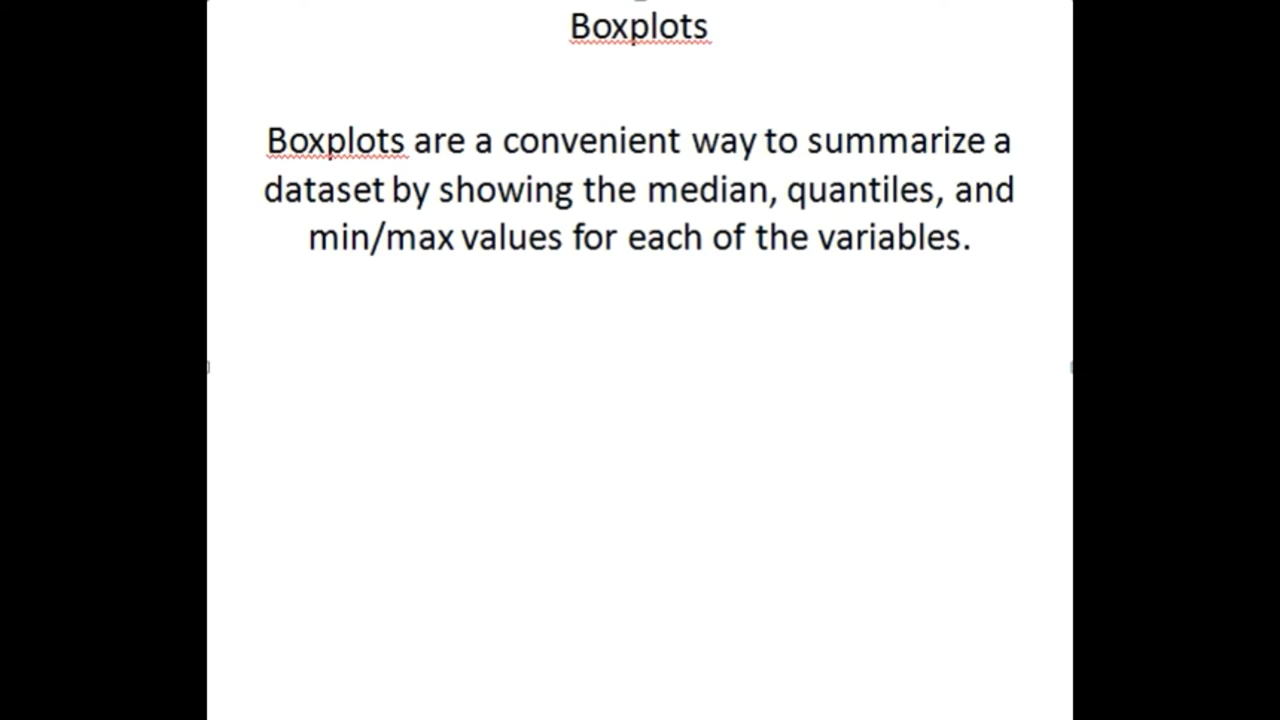 Boxplots
Boxplots are a convenient way to summarize a
dataset by showing the median, quantiles, and
min/max values for each of the variables.